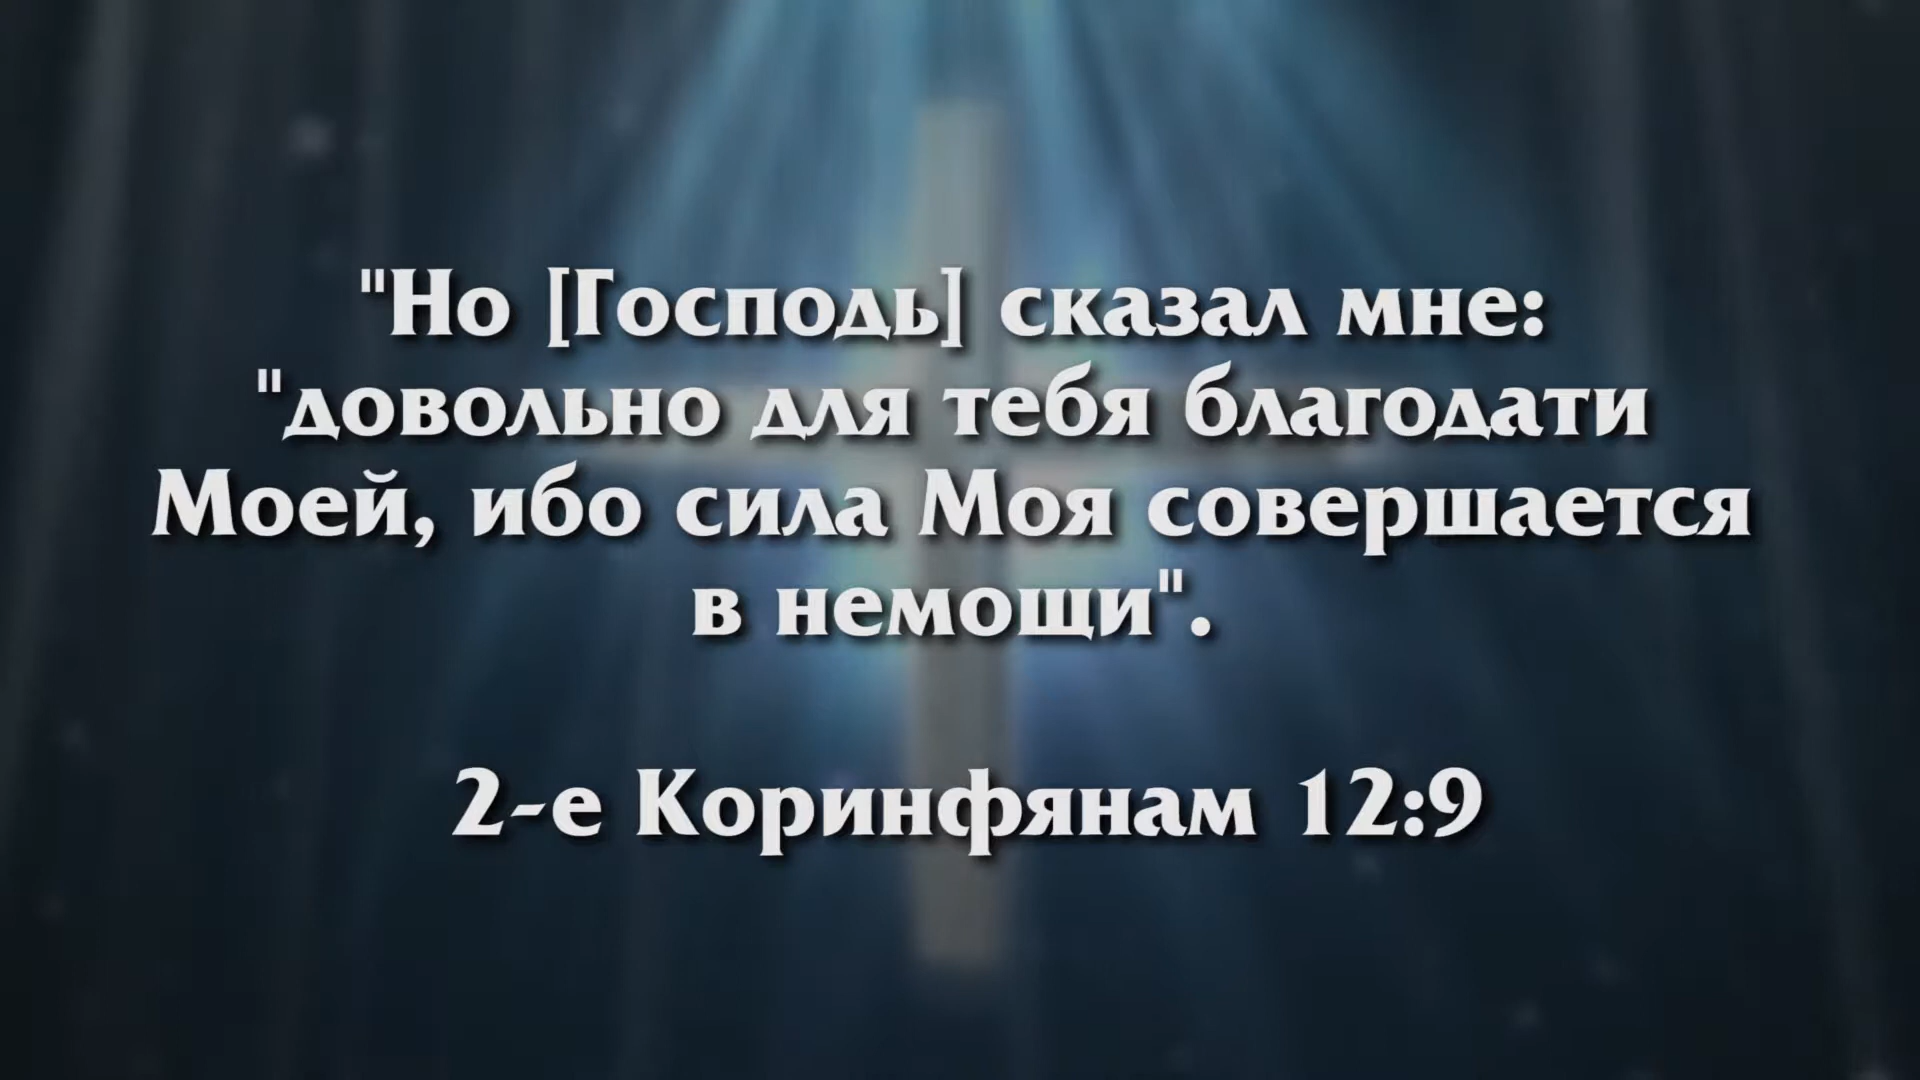 "Но [Господь] сказал мне:
"довольно для тебя благодати
Моей, ибо сила Моя совершается
в немощи".
2-е Коринфянам 12:9